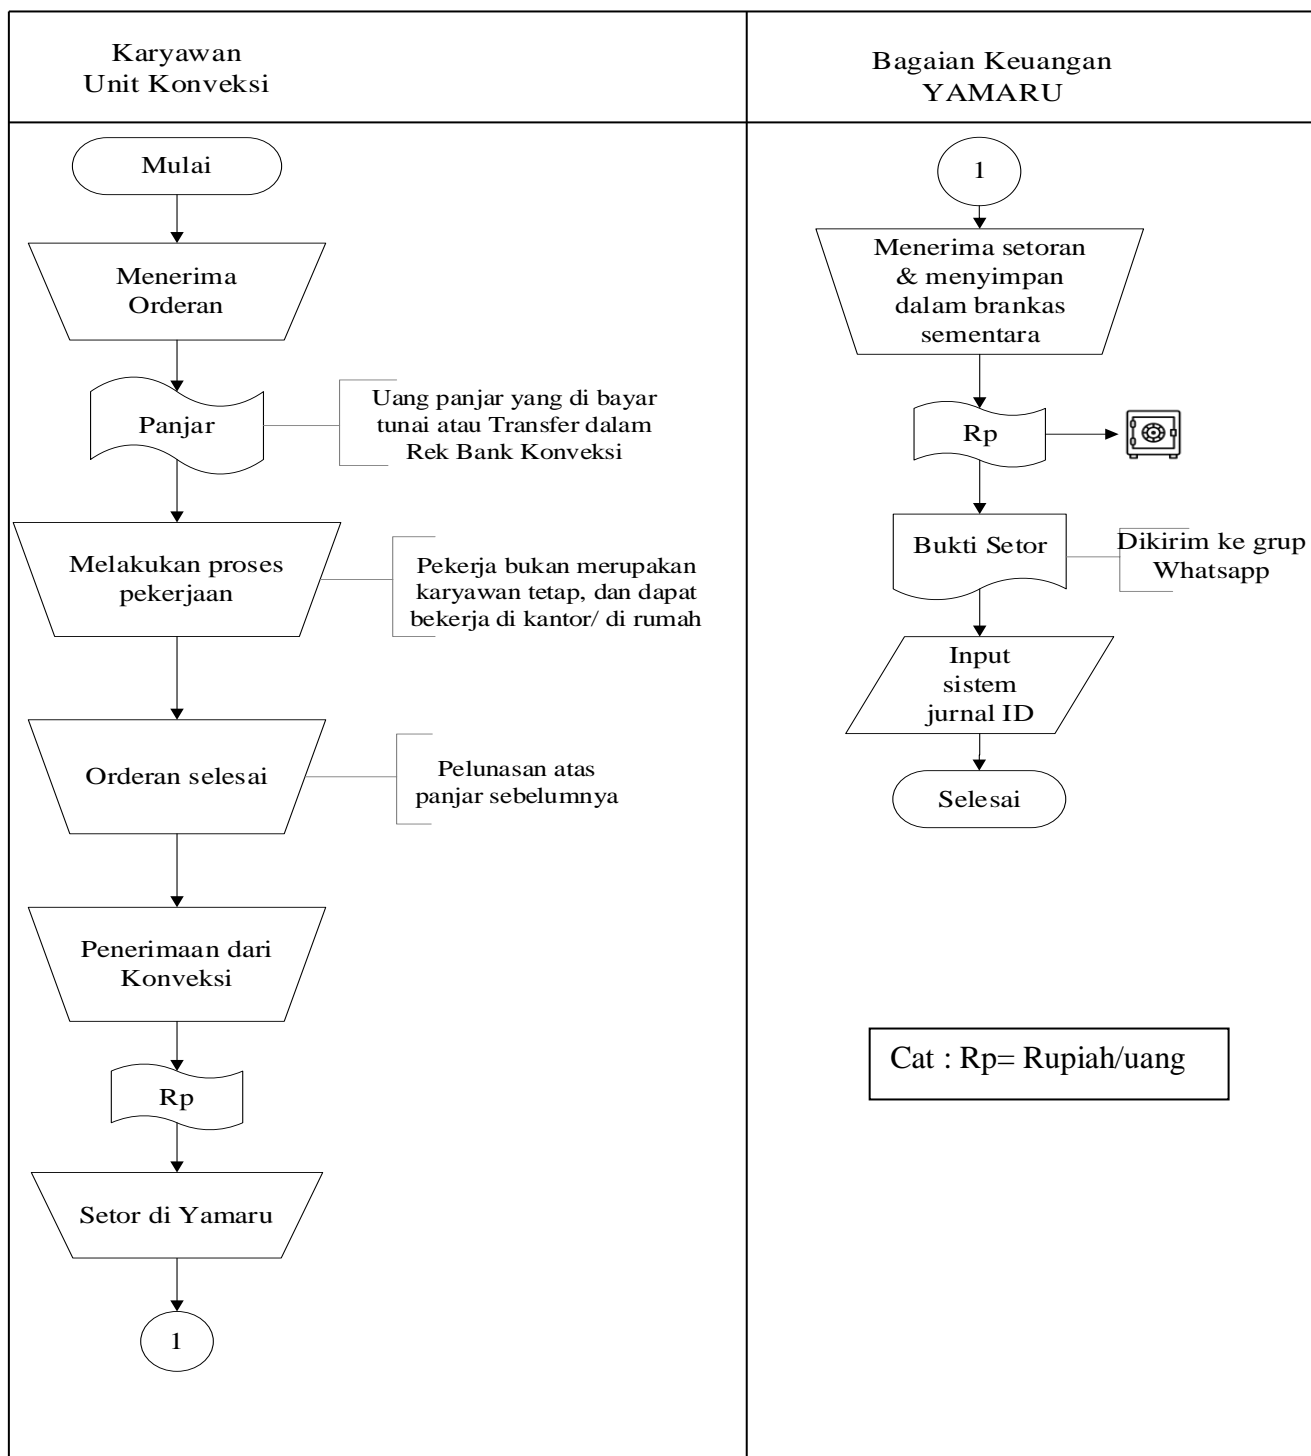 Karyawan
Unit Konveksi
Bagaian Keuangan
YAMARU
Mulai
Menerima
Orderan
Panjar
Uang panjar yang di bayar
tunai atau Transfer dalam
Rek Bank Konveksi
Melakukan proses
pekerjaan
Pekerja bukan merupakan
karyawan tetap, dan dapat
bekerja di kantor/ di rumah
Orderan selesai
Pelunasan atas
panjar sebelumnya
Penerimaan dari
Konveksi
Rp
Setor di Yamaru
1
1
Menerima setoran
& menyimpan
dalam brankas
sementara
Rp
Bukti Setor
Dikirim ke grup
Whatsapp
Input
sistem
jurnal ID
Selesai
Cat : Rp= Rupiah/uang